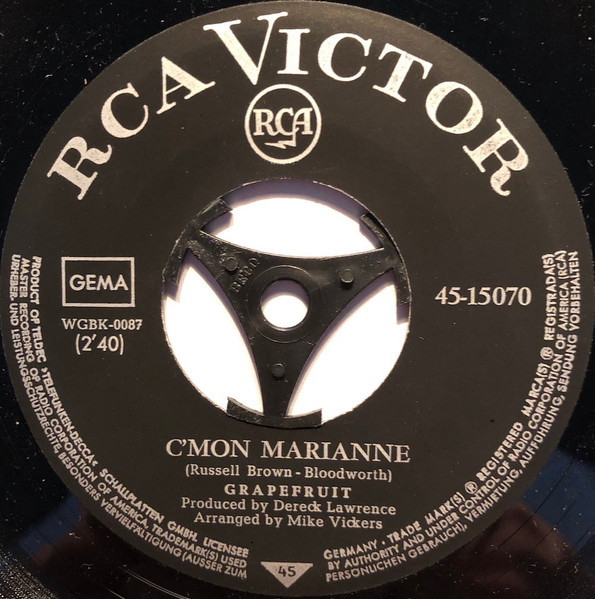 RCA VICTOR
RCA
GEMA
WGBK-0087
(2'40)
45-15070
C'MON MARIANNE
(Russell Brown - Bloodworth)
GRAPEFRUIT
Produced by Dereck Lawrence
Arranged by Mike Vickers
45
PRODUCT OF TELDEC »TELEFUNKEN-DECCA« SCHALLPLATTEN GMBH, LICENSEE
MASTER RECORDING OF RADIO CORPORATION OF AMERICA, TRADEMARK(S) USED
URHEBER- UND LEISTUNGSSCHUTZRECHTE, BESONDERS VERVIELFÄLTIGUNG (AUSSER ZUM
GERMANY · TRADE MARK(S) ® REGISTERED MARCA(S) ® REGISTRADA(S)
BY AUTHORITY AND UNDER CONTROL OF RADIO CORPORATION OF AMERICA (RCA)
PERSÖNLICHEN GEBRAUCH), VERMIETUNG, AUFFÜHRUNG, SENDUNG VORBEHALTEN